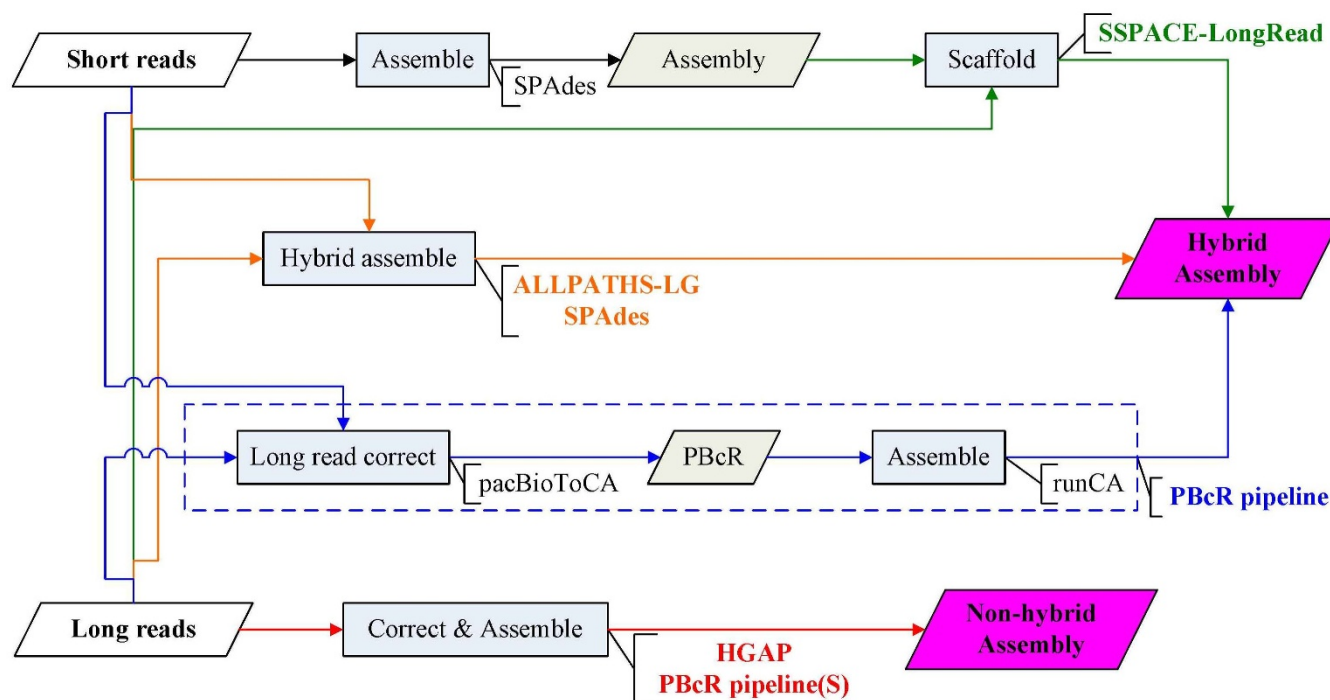 Short reads
Assemble
SPAdes
Assembly
Scaffold
SSPACE-LongRead
Hybrid assemble
ALLPATHS-LG
SPAdes
Hybrid
Assembly
Long read correct
pacBioToCA
PBcR
Assemble
runCA
PBcR pipeline
Long reads
Correct & Assemble
HGAP
PBcR pipeline(S)
Non-hybrid
Assembly